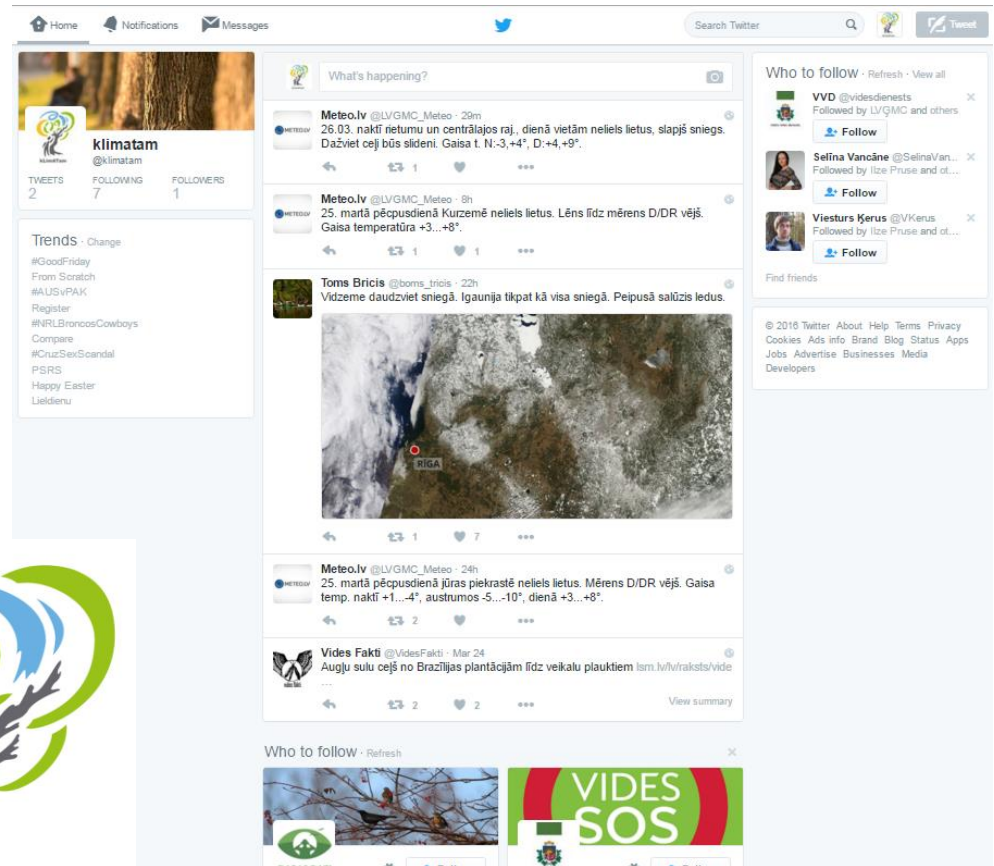 Home
Notifications
Messages
Search Twitter
Tweet
klimatam
@klimatam
TWEETS FOLLOWING FOLLOWERS
2 7 1
Trends · Change
#GoodFriday
From Scratch
#AUSvPAK
Register
#NRLBroncosCowboys
Compare
#CruzSexScandal
PSRS
Happy Easter
Lieldienu
What's happening?
METEO.LV
Meteo.lv @LVGMC_Meteo · 29m
26.03. naktī rietumu un centrālajos raj., dienā vietām neliels lietus, slapjš sniegs.
Dažviet ceļi būs slideni. Gaisa t. N:-3,+4°, D:+4,+9°.
1
METEO.LV
Meteo.lv @LVGMC_Meteo · 8h
25. martā pēcpusdienā Kurzemē neliels lietus. Lēns līdz mērens D/DR vējš.
Gaisa temperatūra +3...+8°.
1 1
Toms Bricis @boms_tricis · 22h
Vidzeme daudzviet sniegā. Igaunija tikpat kā visa sniegā. Peipusā salūzis ledus.
RĪGA
1 7
METEO.LV
Meteo.lv @LVGMC_Meteo · 24h
25. martā pēcpusdienā jūras piekrastē neliels lietus. Mērens D/DR vējš. Gaisa
temp. naktī +1...-4°, austrumos -5...-10°, dienā +3...+8°.
2
Vides Fakti @VidesFakti · Mar 24
Augļu sulu ceļš no Brazīlijas plantācijām līdz veikalu plauktiem lsm.lv/lv/raksts/vide
…
2 2
View summary
Who to follow · Refresh
VIDES
SOS
Who to follow · Refresh · View all
VVD @videsdienests
Followed by LVĢMC and others
Follow
Selīna Vancāne @SelinaVan...
Followed by Ilze Pruse and ot...
Follow
Viesturs Ķerus @VKerus
Followed by Ilze Pruse and ot...
Follow
Find friends
© 2016 Twitter About Help Terms Privacy
Cookies Ads info Brand Blog Status Apps
Jobs Advertise Businesses Media
Developers